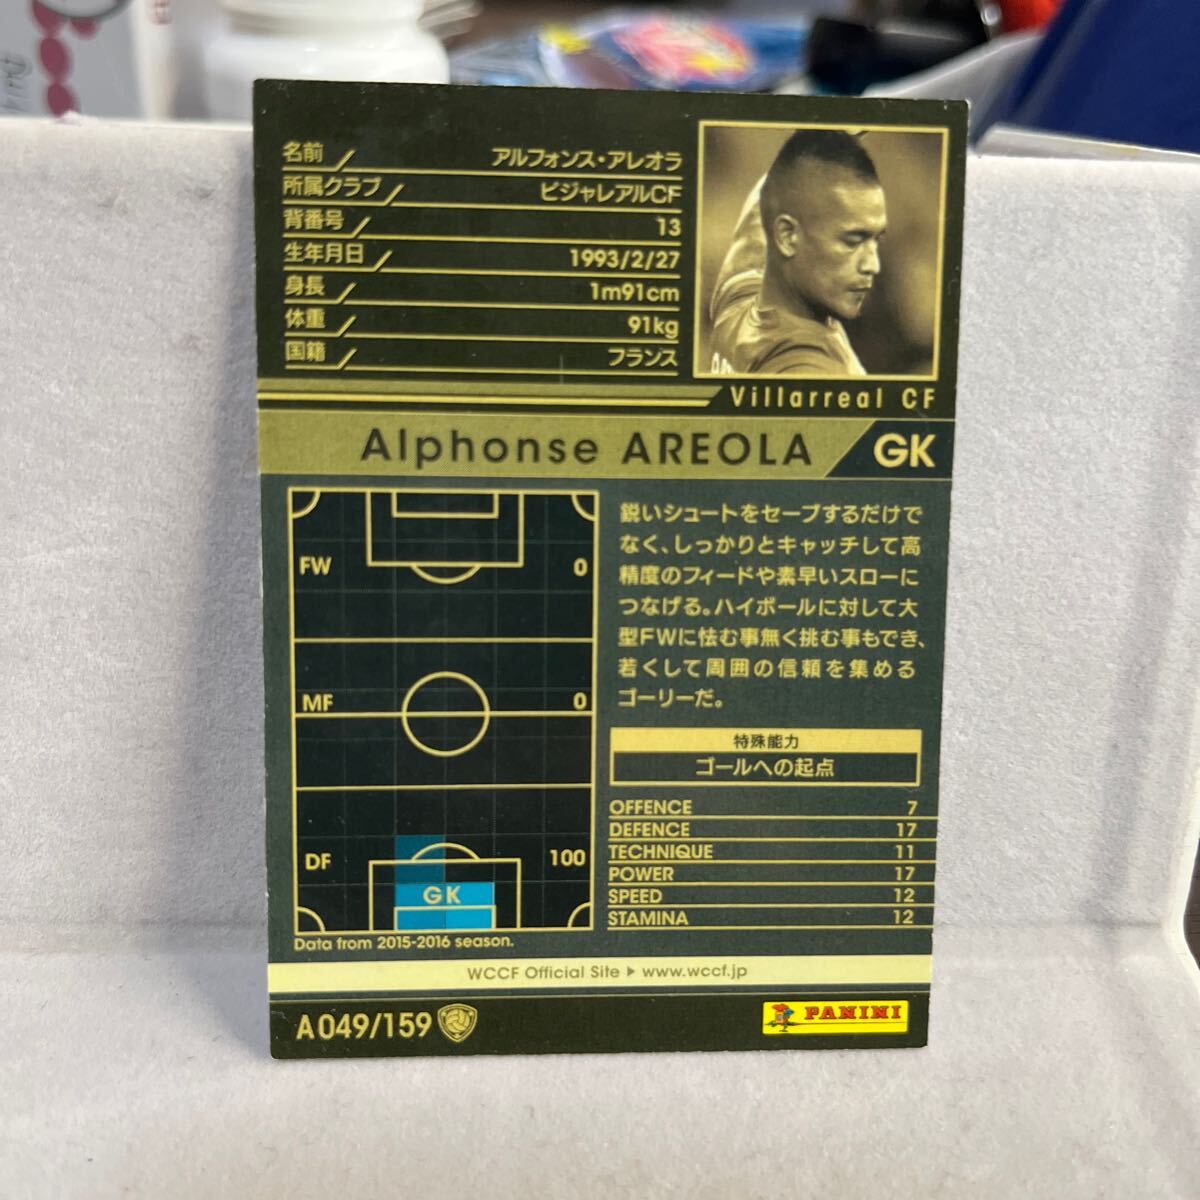 名前 アルフォンス・アレオラ
所属クラブ ビジャレアルCF
背番号 13
生年月日 1993/2/27
身長 1m91cm
体重 91kg
国籍 フランス
Villarreal CF
Alphonse AREOLA GK
FW 0
MF 0
DF 100
GK
Data from 2015-2016 season.
鋭いシュートをセーブするだけで
なく、しっかりとキャッチして高
精度のフィードや素早いスローに
つなげる。ハイボールに対して大
型FWに怯む事無く挑む事もでき、
若くして周囲の信頼を集める
ゴーリーだ。
特殊能力
ゴールへの起点
OFFENCE 7
DEFENCE 17
TECHNIQUE 11
POWER 17
SPEED 12
STAMINA 12
WCCF Official Site ▶ www.wccf.jp
A049/159
PANINI